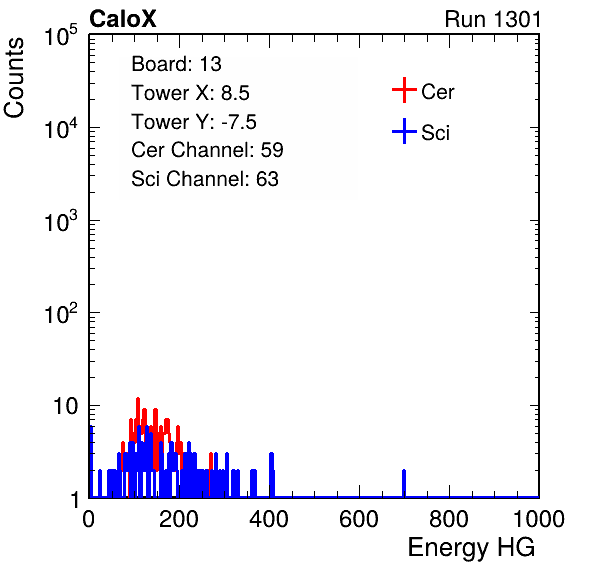 CaloX Run 1301
Counts
10^5
10^4
10^3
10^2
10
1
Board: 13
Tower X: 8.5
Tower Y: -7.5
Cer Channel: 59
Sci Channel: 63
Cer
Sci
0 200 400 600 800 1000
Energy HG